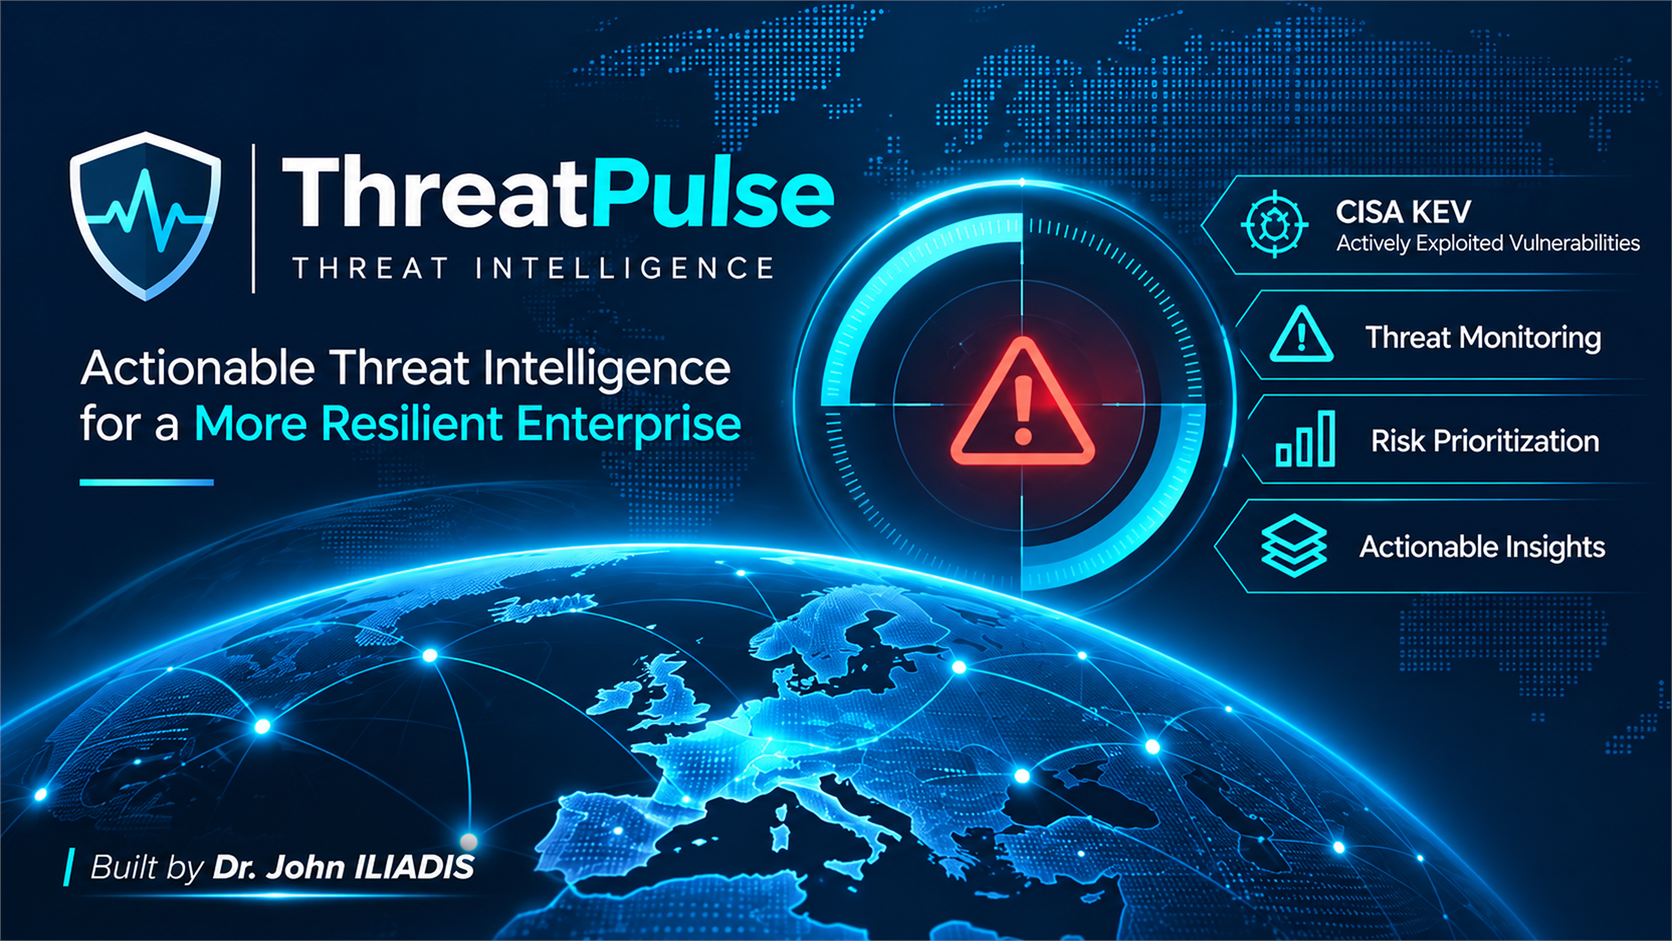 ThreatPulse
THREAT INTELLIGENCE
Actionable Threat Intelligence
for a More Resilient Enterprise
CISA KEV
Actively Exploited Vulnerabilities
Threat Monitoring
Risk Prioritization
Actionable Insights
Built by Dr. John ILIADIS